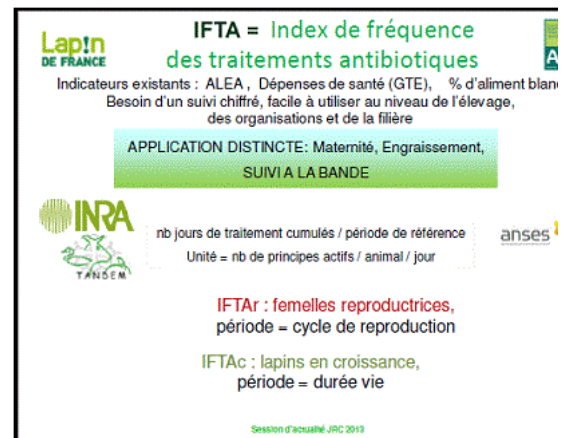 Lap!n
DE FRANCE
IFTA = Index de fréquence
des traitements antibiotiques
Indicateurs existants : ALEA , Dépenses de santé (GTE), % d'aliment blanc
Besoin d'un suivi chiffré, facile à utiliser au niveau de l'élevage,
des organisations et de la filière
APPLICATION DISTINCTE: Maternité, Engraissement,
SUIVI A LA BANDE
INRA
TANDEM
nb jours de traitement cumulés / période de référence
Unité = nb de principes actifs / animal / jour
anses
IFTAr : femelles reproductrices,
période = cycle de reproduction
IFTAc : lapins en croissance,
période = durée vie
Session d'actualité JRC 2013